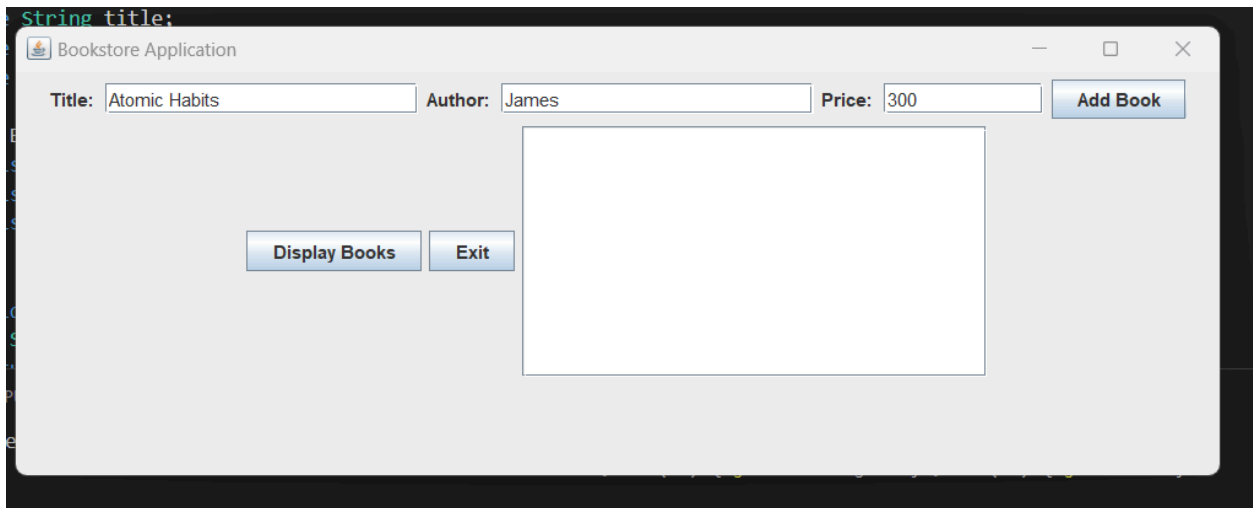 String title;
Bookstore Application
Title: Atomic Habits Author: James Price: 300 Add Book
Display Books Exit